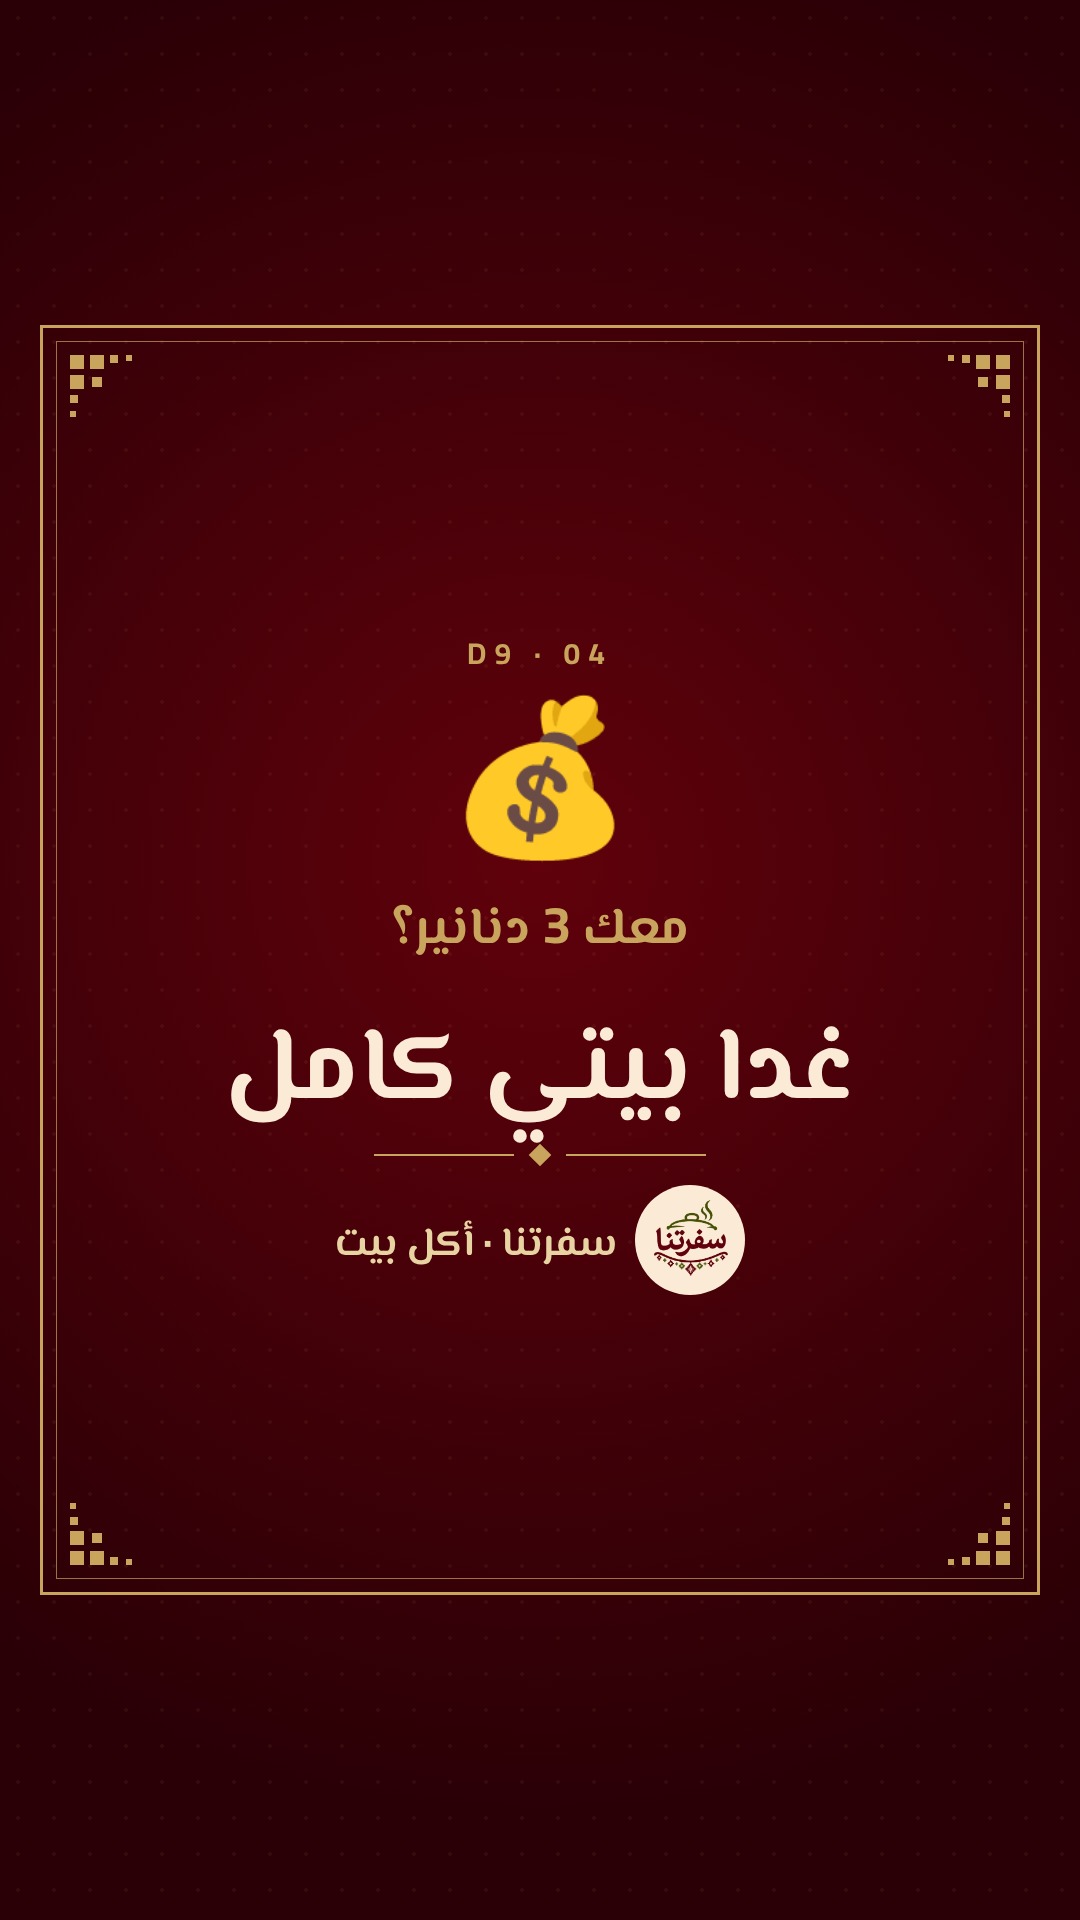 D9 · 04
معك 3 دنانير؟
غدا بيتي كامل
سفرتنا · أكل بيت
سفرتنا